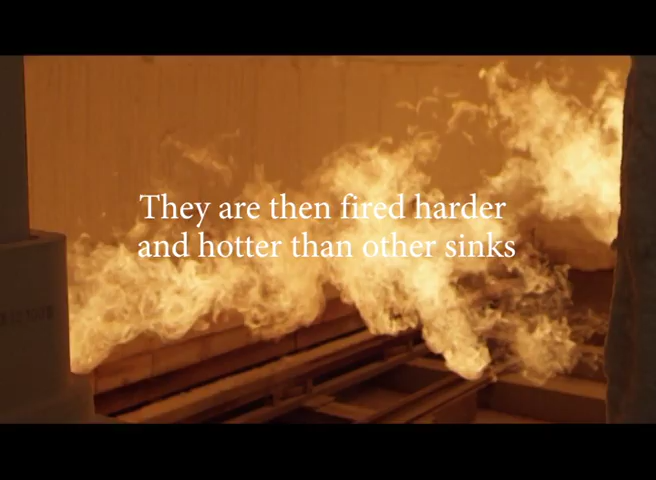 They are then fired harder
and hotter than other sinks